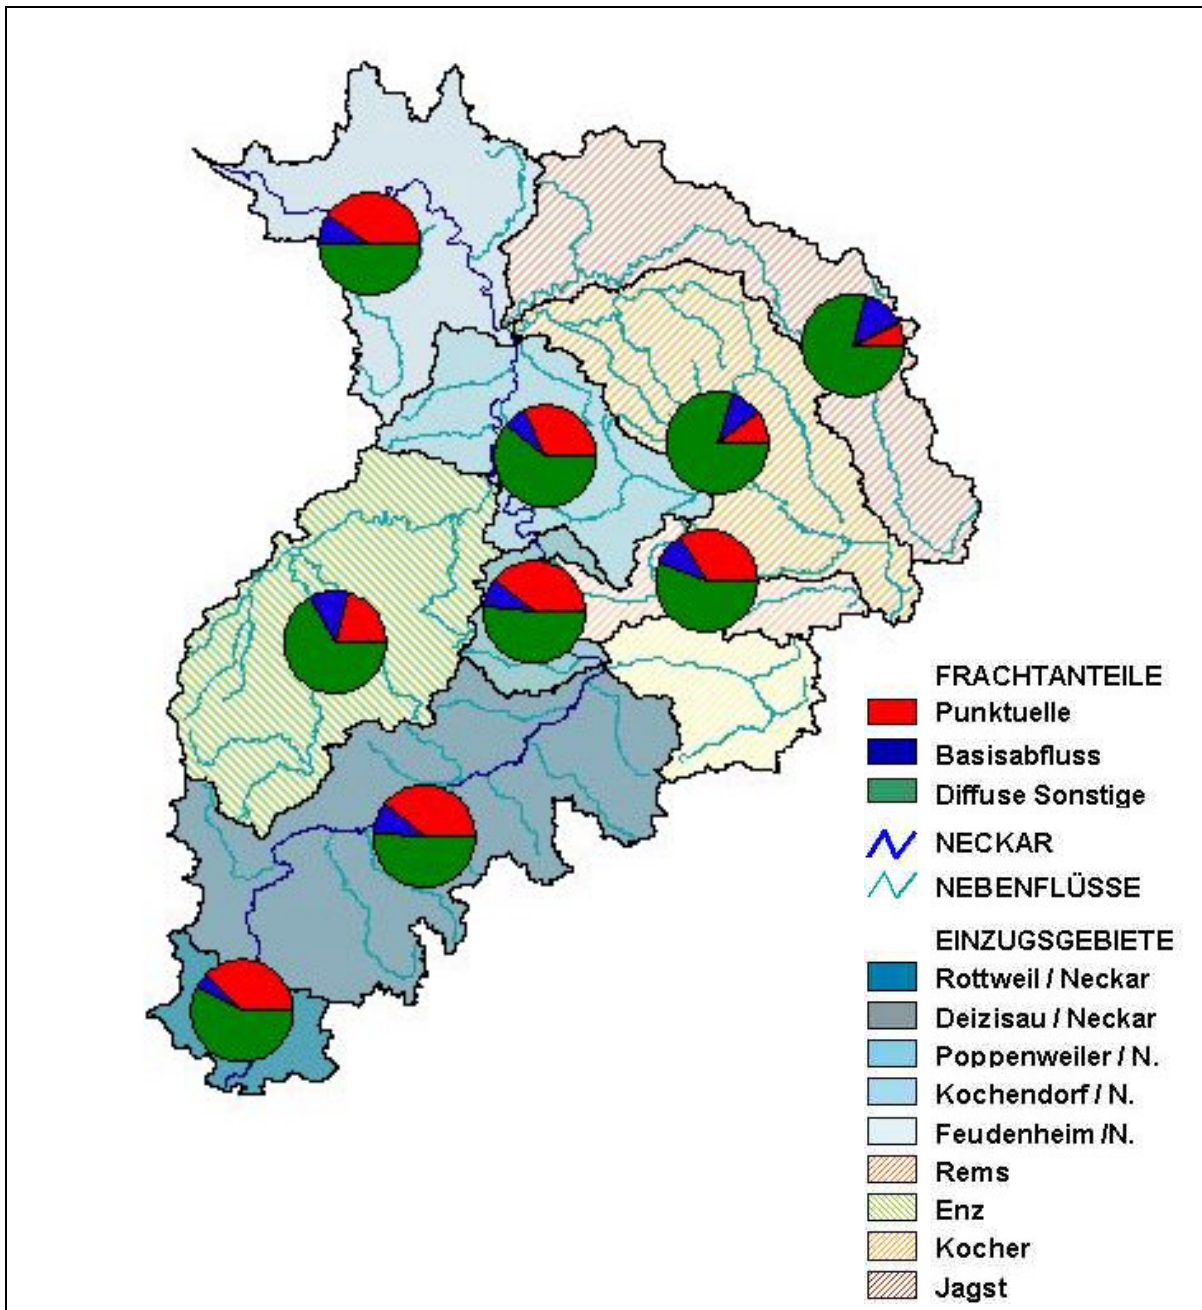 FRACHTANTEILE
Punktuelle
Basisabfluss
Diffuse Sonstige
NECKAR
NEBENFLÜSSE
EINZUGSGEBIETE
Rottweil / Neckar
Deizisau / Neckar
Poppenweiler / N.
Kochendorf / N.
Feudenheim /N.
Rems
Enz
Kocher
Jagst